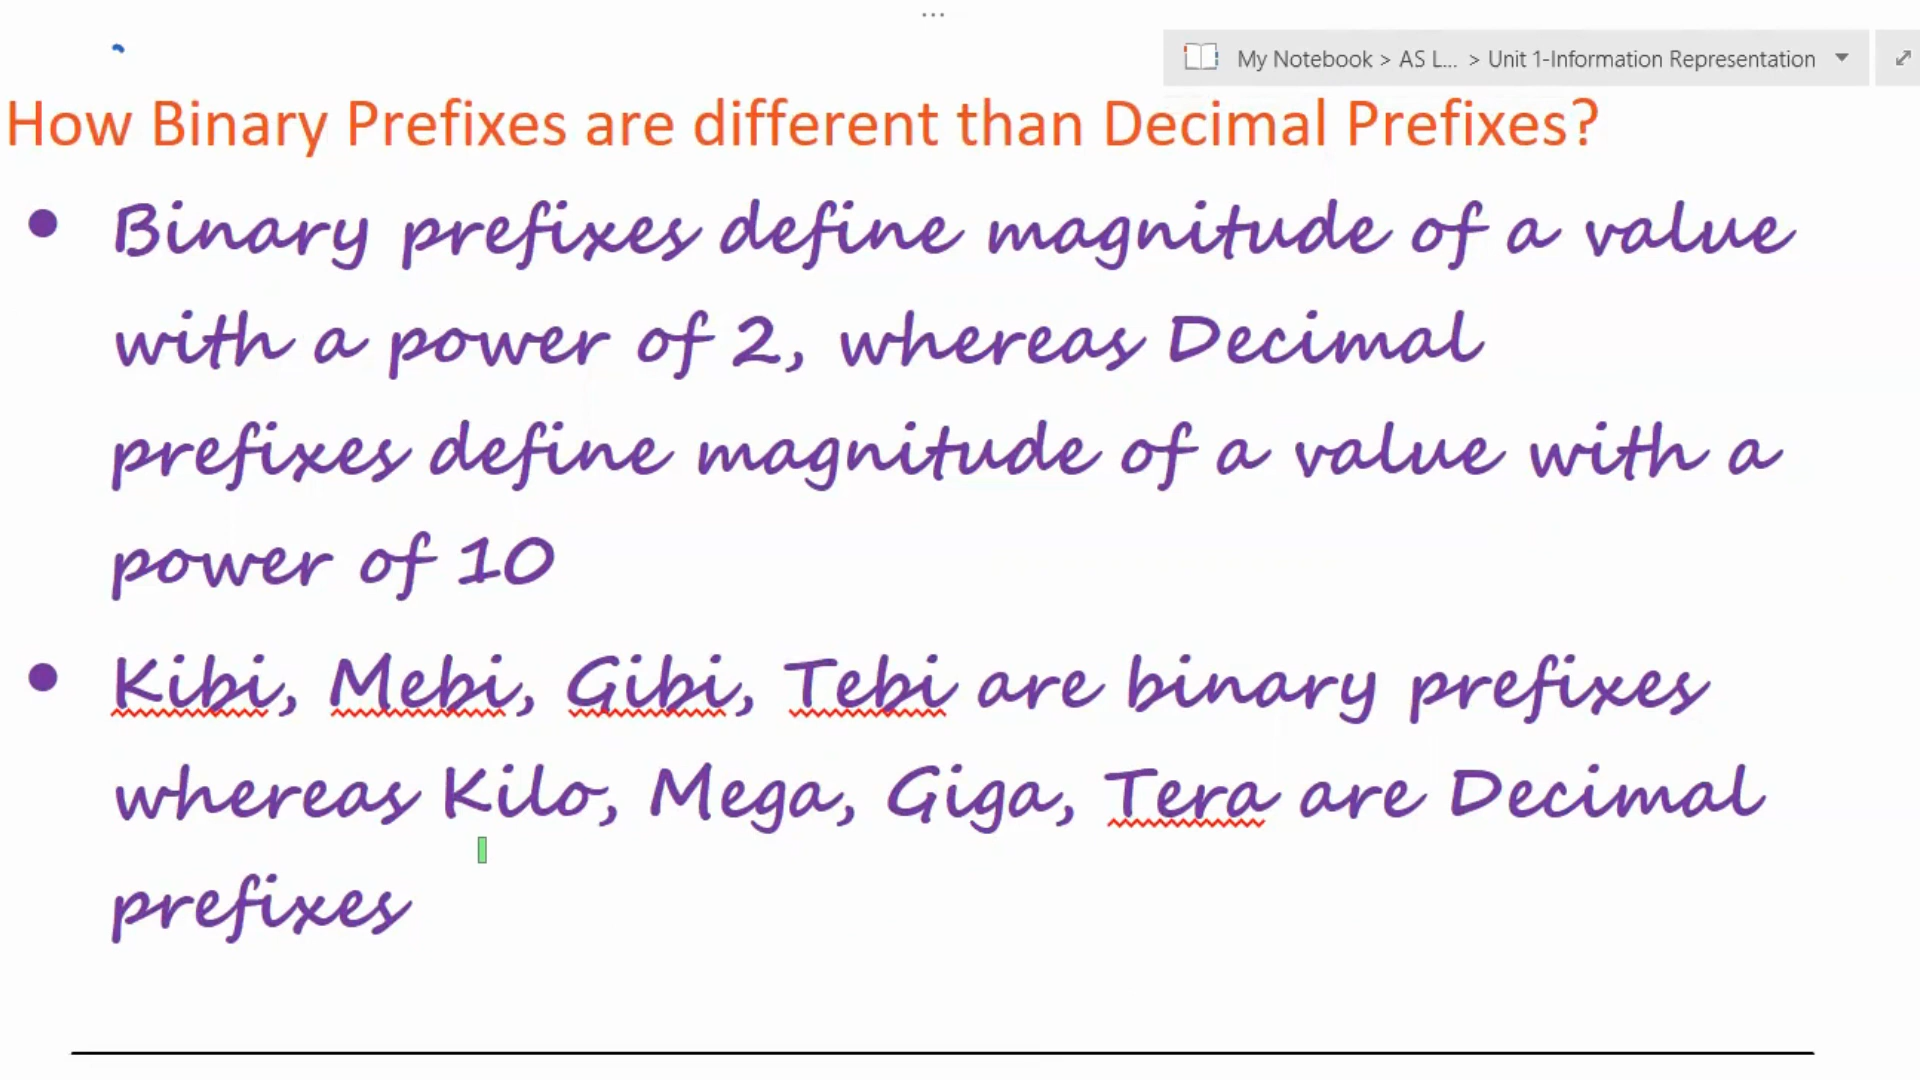 ...
My Notebook > AS L... > Unit 1-Information Representation
How Binary Prefixes are different than Decimal Prefixes?
• Binary prefixes define magnitude of a value
with a power of 2, whereas Decimal
prefixes define magnitude of a value with a
power of 10
• Kibi, Mebi, Gibi, Tebi are binary prefixes
whereas Kilo, Mega, Giga, Tera are Decimal
prefixes